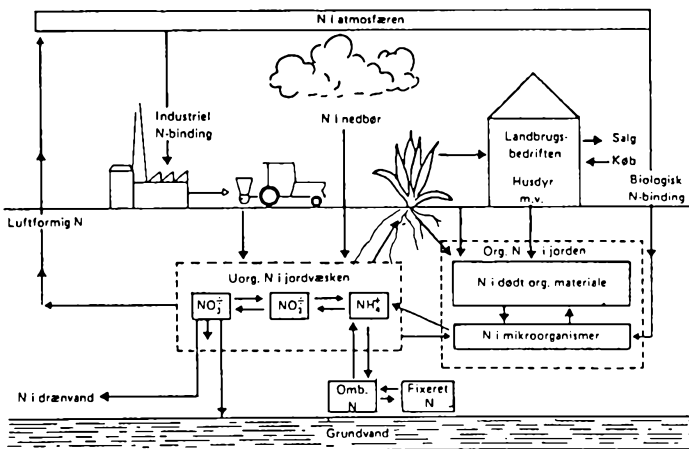 N i atmosfæren
Industriel
N-binding
N i nedbør
Landbrugs-
bedriften
Husdyr
m.v.
Salg
Køb
Biologisk
N-binding
Luftformig N
Uorg. N i jordvæsken
NO₃÷
NO₂÷
NH₄⁺
Org. N i jorden
N i dødt org. materiale
N i mikroorganismer
N i drænvand
Omb.
N
Fixeret
N
Grundvand